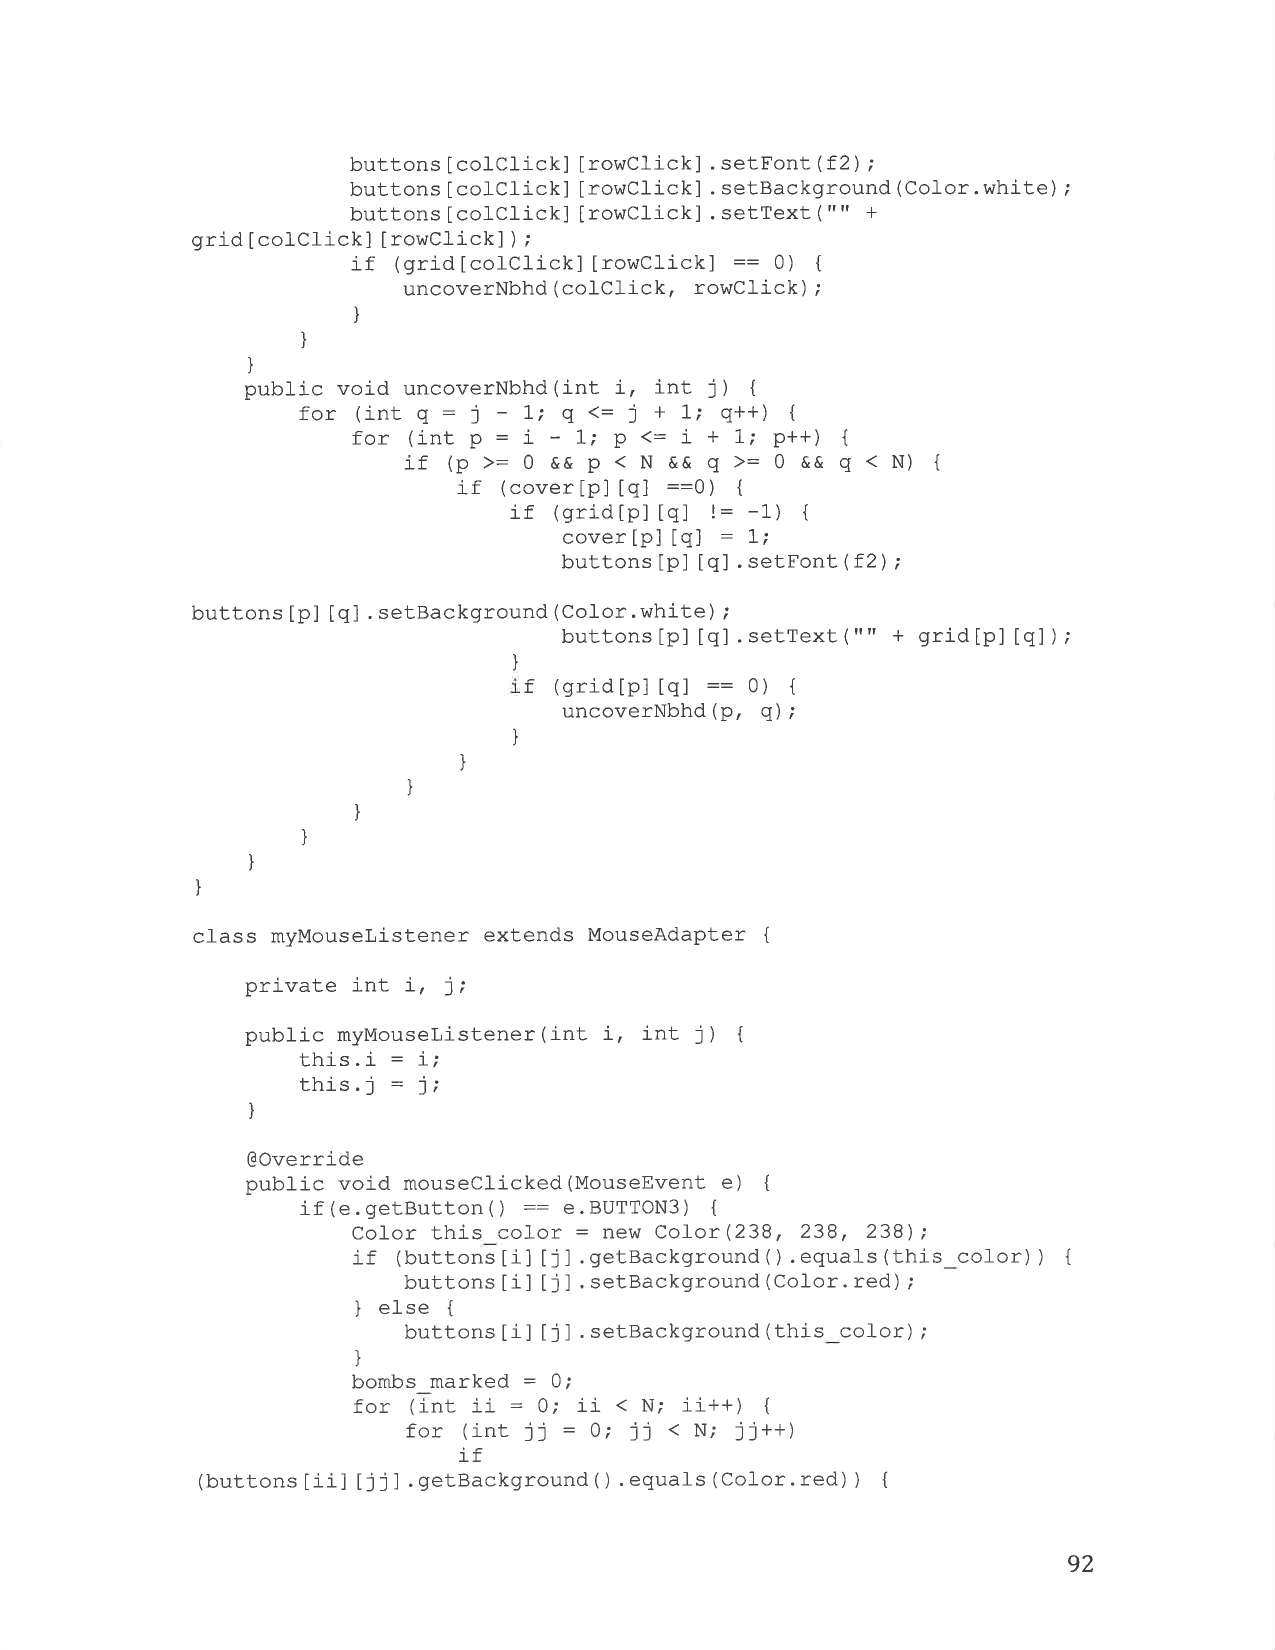 buttons[colClick][rowClick].setFont(f2);
buttons[colClick][rowClick].setBackground(Color.white);
buttons[colClick][rowClick].setText("" +
grid[colClick][rowClick]);
if (grid[colClick][rowClick] == 0) {
uncoverNbhd(colClick, rowClick);
}
}
}
public void uncoverNbhd(int i, int j) {
for (int q = j - 1; q <= j + 1; q++) {
for (int p = i - 1; p <= i + 1; p++) {
if (p >= 0 && p < N && q >= 0 && q < N) {
if (cover[p][q] ==0) {
if (grid[p][q] != -1) {
cover[p][q] = 1;
buttons[p][q].setFont(f2);
buttons[p][q].setBackground(Color.white);
buttons[p][q].setText("" + grid[p][q]);
}
if (grid[p][q] == 0) {
uncoverNbhd(p, q);
}
}
}
}
}
}
}
class myMouseListener extends MouseAdapter {
private int i, j;
public myMouseListener(int i, int j) {
this.i = i;
this.j = j;
}
@Override
public void mouseClicked(MouseEvent e) {
if(e.getButton() == e.BUTTON3) {
Color this_color = new Color(238, 238, 238);
if (buttons[i][j].getBackground().equals(this_color)) {
buttons[i][j].setBackground(Color.red);
} else {
buttons[i][j].setBackground(this_color);
}
bombs_marked = 0;
for (int ii = 0; ii < N; ii++) {
for (int jj = 0; jj < N; jj++)
if
(buttons[ii][jj].getBackground().equals(Color.red)) {
92